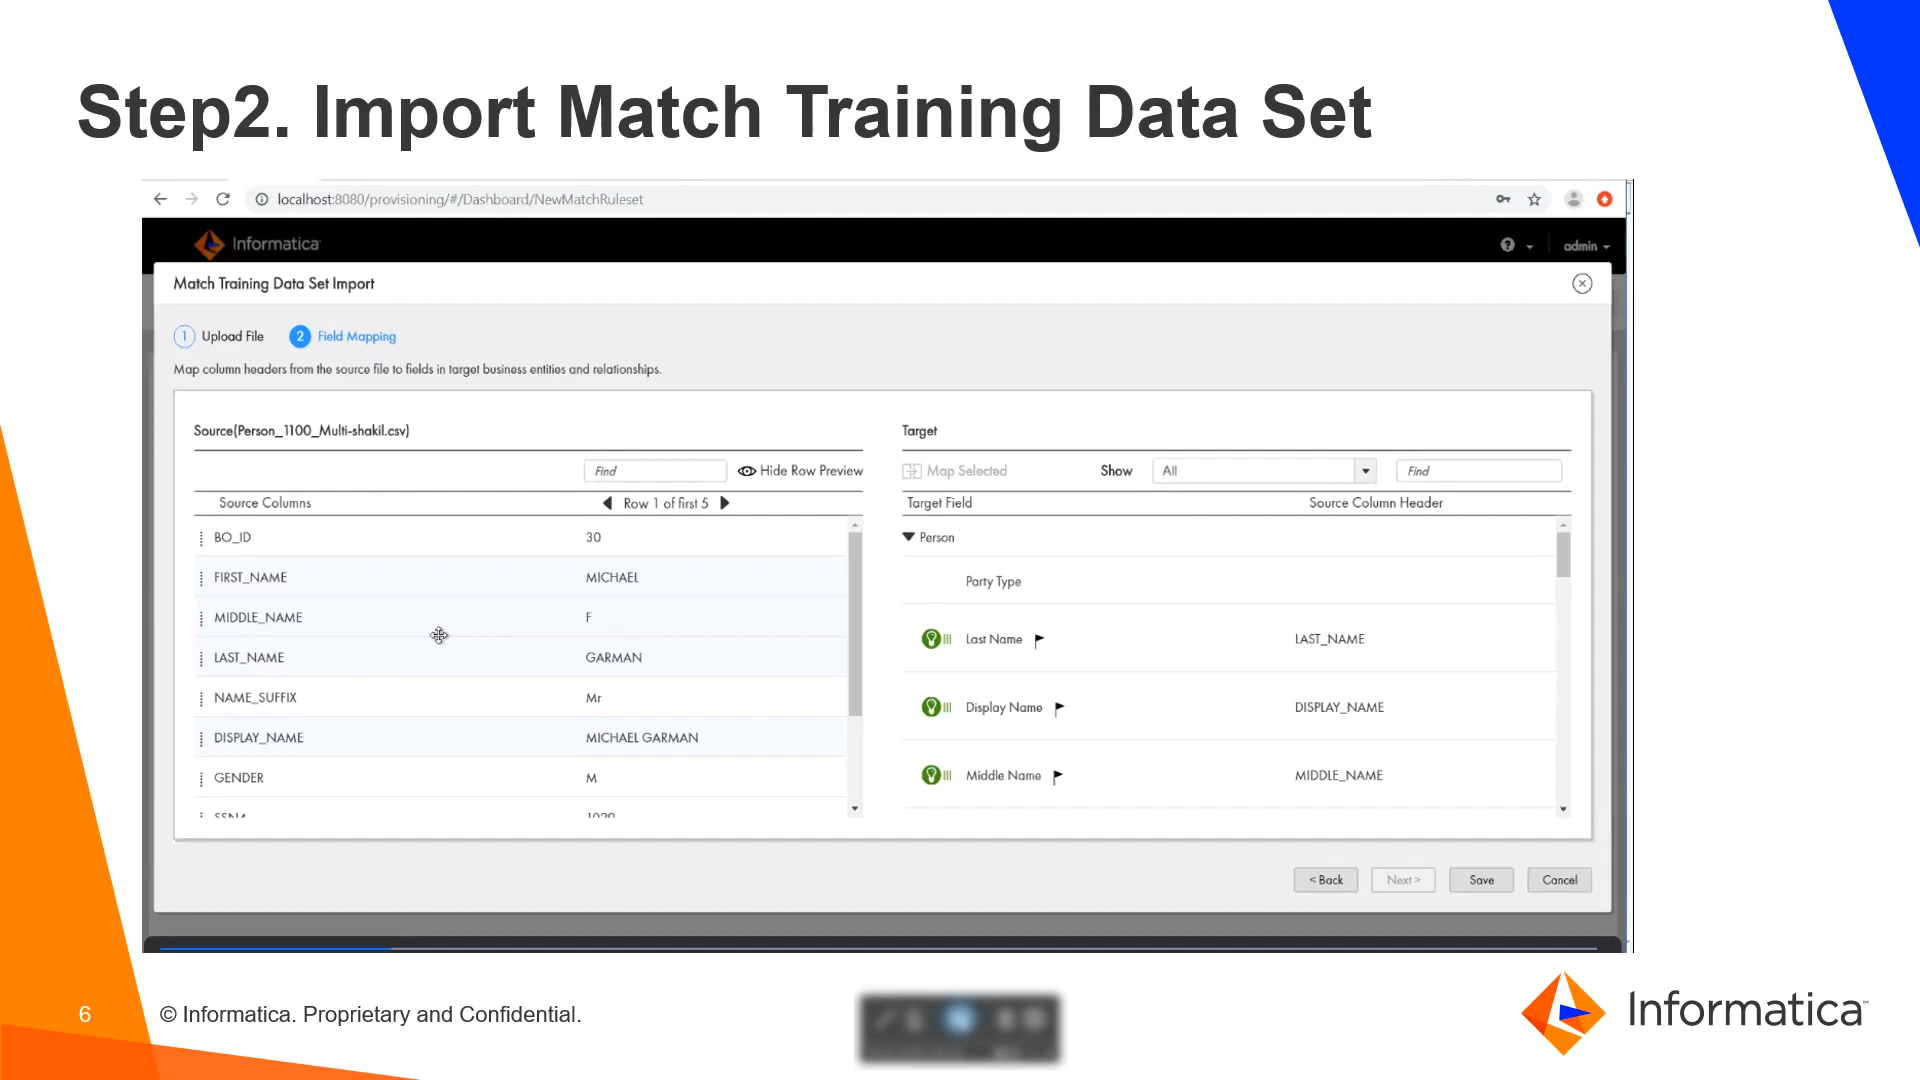 Step2. Import Match Training Data Set
localhost:8080/provisioning/#/Dashboard/NewMatchRuleset
Informatica
admin
Match Training Data Set Import
1 Upload File 2 Field Mapping
Map column headers from the source file to fields in target business entities and relationships.
Source(Person_1100_Multi-shakil.csv)
Find Hide Row Preview
Source Columns Row 1 of first 5
BO_ID 30
FIRST_NAME MICHAEL
MIDDLE_NAME F
LAST_NAME GARMAN
NAME_SUFFIX Mr
DISPLAY_NAME MICHAEL GARMAN
GENDER M
Target
Map Selected Show All Find
Target Field Source Column Header
Person
Party Type
Last Name LAST_NAME
Display Name DISPLAY_NAME
Middle Name MIDDLE_NAME
< Back Next > Save Cancel
6 © Informatica. Proprietary and Confidential.
Informatica™